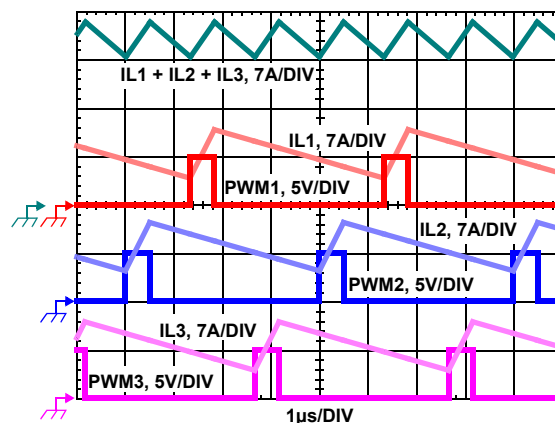 IL1 + IL2 + IL3, 7A/DIV
IL1, 7A/DIV
PWM1, 5V/DIV
IL2, 7A/DIV
PWM2, 5V/DIV
IL3, 7A/DIV
PWM3, 5V/DIV
1µs/DIV